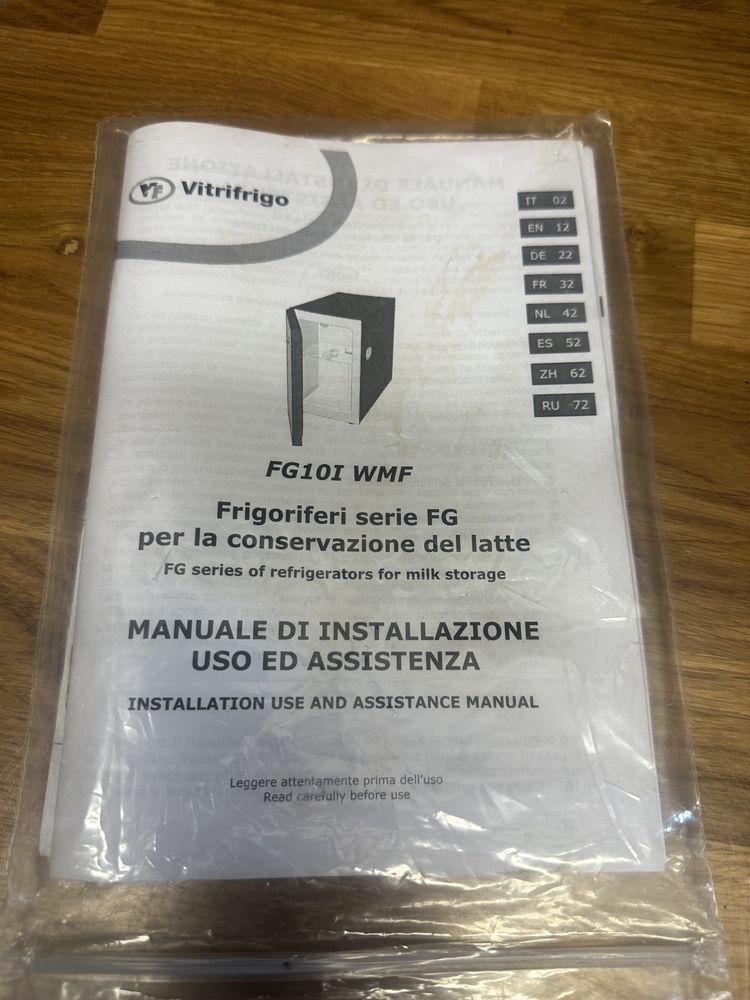 Vitrifrigo
IT 02
EN 12
DE 22
FR 32
NL 42
ES 52
ZH 62
RU 72
FG10I WMF
Frigoriferi serie FG
per la conservazione del latte
FG series of refrigerators for milk storage
MANUALE DI INSTALLAZIONE
USO ED ASSISTENZA
INSTALLATION USE AND ASSISTANCE MANUAL
Leggere attentamente prima dell'uso
Read carefully before use